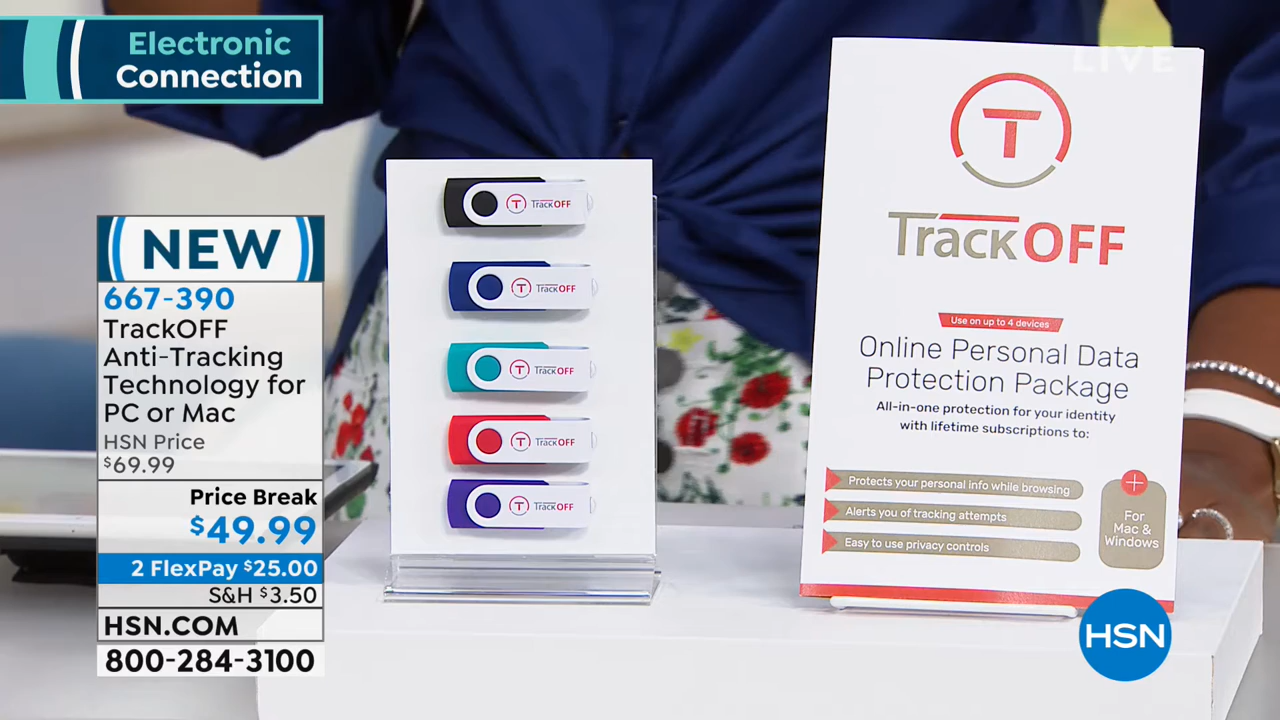 Electronic
Connection
LIVE
NEW
667-390
TrackOFF
Anti-Tracking
Technology for
PC or Mac
HSN Price
$69.99
Price Break
$49.99
2 FlexPay $25.00
S&H $3.50
HSN.COM
800-284-3100
T TrackOFF
T TrackOFF
T TrackOFF
T TrackOFF
T TrackOFF
T
TrackOFF
Use on up to 4 devices
Online Personal Data
Protection Package
All-in-one protection for your identity
with lifetime subscriptions to:
Protects your personal info while browsing
Alerts you of tracking attempts
Easy to use privacy controls
+
For
Mac &
Windows
HSN